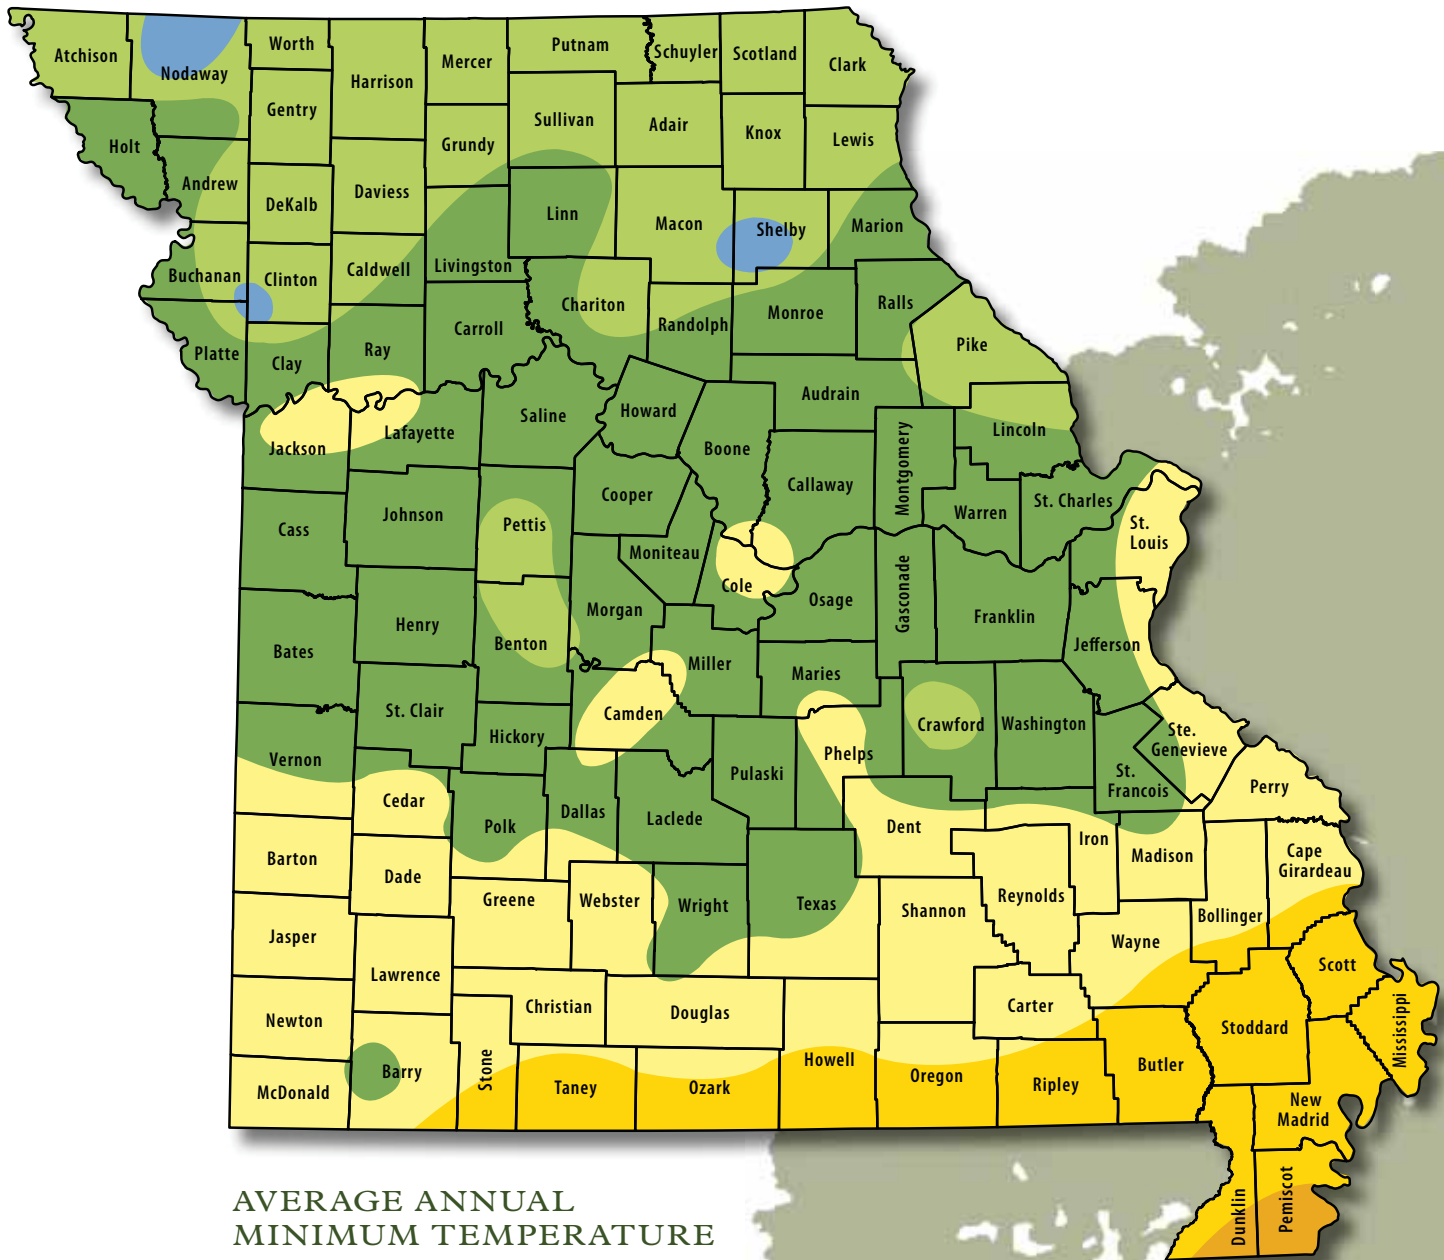 Atchison
Nodaway
Worth
Harrison
Mercer
Putnam
Schuyler
Scotland
Clark
Holt
Gentry
Grundy
Sullivan
Adair
Knox
Lewis
Andrew
DeKalb
Daviess
Linn
Macon
Shelby
Marion
Buchanan
Clinton
Caldwell
Livingston
Chariton
Randolph
Monroe
Ralls
Pike
Platte
Clay
Ray
Carroll
Audrain
Jackson
Lafayette
Saline
Howard
Boone
Callaway
Montgomery
Lincoln
Cass
Johnson
Pettis
Cooper
Moniteau
Cole
Warren
St. Charles
St.
Louis
Bates
Henry
Benton
Morgan
Miller
Osage
Gasconade
Franklin
Jefferson
Maries
Vernon
St. Clair
Hickory
Camden
Pulaski
Phelps
Crawford
Washington
Ste.
Genevieve
St.
Francois
Perry
Cedar
Polk
Dallas
Laclede
Dent
Iron
Madison
Cape
Girardeau
Barton
Dade
Greene
Webster
Wright
Texas
Shannon
Reynolds
Bollinger
Jasper
Lawrence
Wayne
Scott
Newton
Christian
Douglas
Carter
Stoddard
Mississippi
McDonald
Barry
Stone
Taney
Ozark
Howell
Oregon
Ripley
Butler
New
Madrid
Dunklin
Pemiscot
AVERAGE ANNUAL
MINIMUM TEMPERATURE